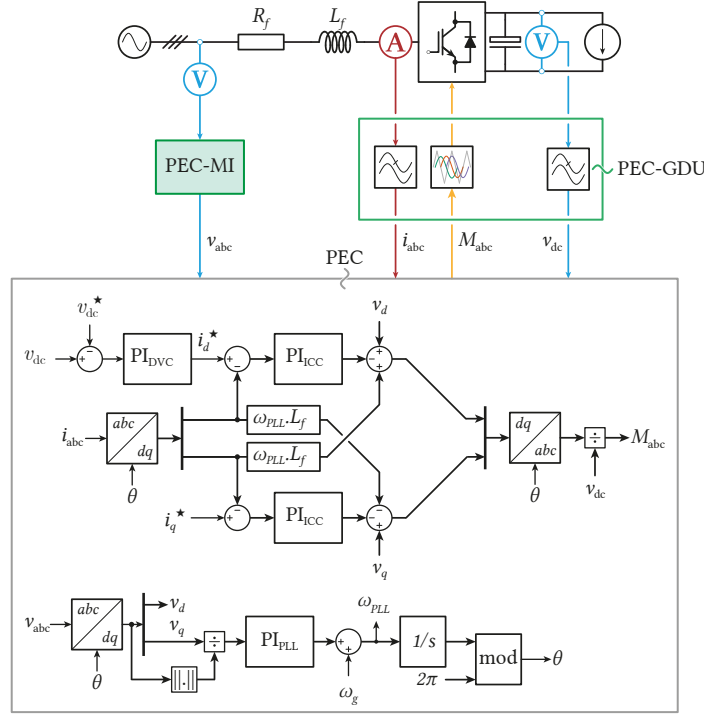 R_f L_f
A
V V
PEC-MI
PEC-GDU
v_abc i_abc M_abc v_dc
PEC
v_dc^★ v_d
i_d^★
v_dc + − PI_DVC + − PI_ICC − + +
ω_PLL.L_f
i_abc abc dq dq abc ÷ M_abc
ω_PLL.L_f
θ θ v_dc
i_q^★ + − PI_ICC − − +
v_q
v_d ω_PLL
v_abc abc dq v_q ÷ PI_PLL + + 1/s mod θ
θ |·| ω_g 2π